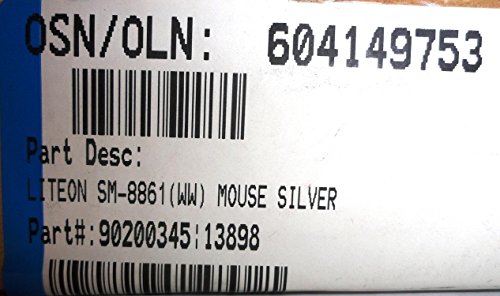 OSN/OLN: 604149753
Part Desc:
LITEON SM-8861(WW) MOUSE SILVER
Part#:90200345:13898